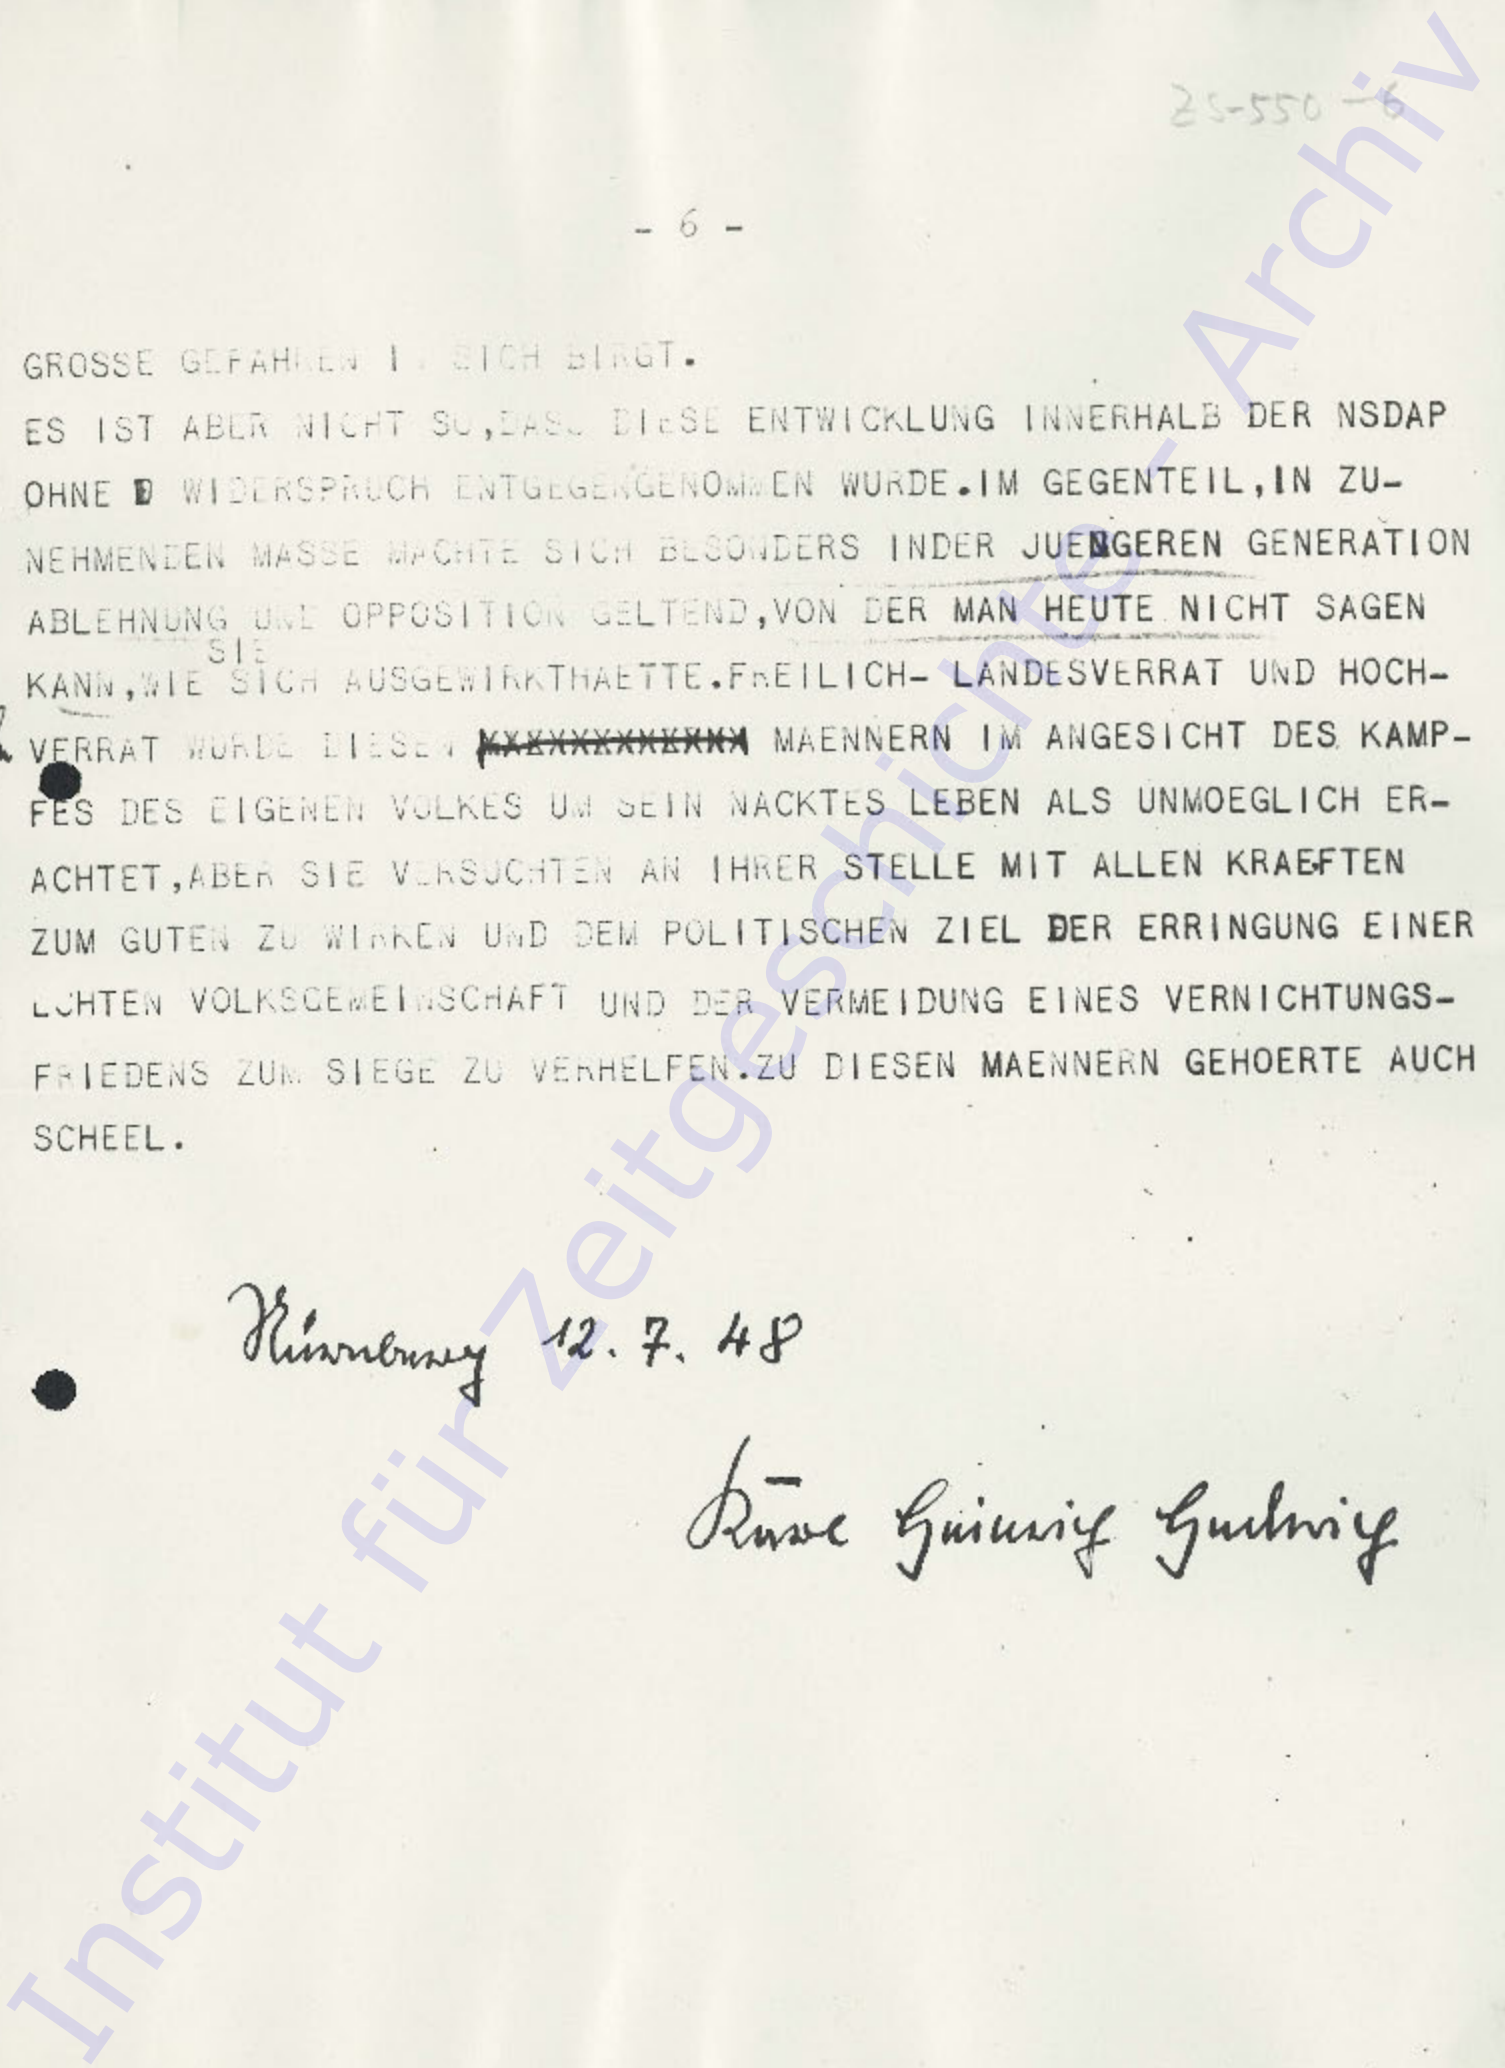 ZS-550-6
- 6 -
GROSSE GEFAHREN IN SICH BIRGT.
ES IST ABER NICHT SO,DASS DIESE ENTWICKLUNG INNERHALB DER NSDAP
OHNE D WIDERSPRUCH ENTGEGENGENOMMEN WURDE.IM GEGENTEIL,IN ZU-
NEHMENDEN MASSE MACHTE SICH BESONDERS INDER JUENGEREN GENERATION
ABLEHNUNG UND OPPOSITION GELTEND,VON DER MAN HEUTE NICHT SAGEN
SIE
KANN,WIE SICH AUSGEWIRKTHAETTE.FREILICH- LANDESVERRAT UND HOCH-
VERRAT WURDE DIESEN XXXXXXXXXXXX MAENNERN IM ANGESICHT DES KAMP-
FES DES EIGENEN VOLKES UM SEIN NACKTES LEBEN ALS UNMOEGLICH ER-
ACHTET,ABER SIE VERSUCHTEN AN IHRER STELLE MIT ALLEN KRAEFTEN
ZUM GUTEN ZU WIRKEN UND DEM POLITISCHEN ZIEL DER ERRINGUNG EINER
ECHTEN VOLKSGEMEINSCHAFT UND DER VERMEIDUNG EINES VERNICHTUNGS-
FRIEDENS ZUM SIEGE ZU VERHELFEN.ZU DIESEN MAENNERN GEHOERTE AUCH
SCHEEL.
Nürnberg 12. 7. 48
Heinrich
Institut für Zeitgeschichte - Archiv